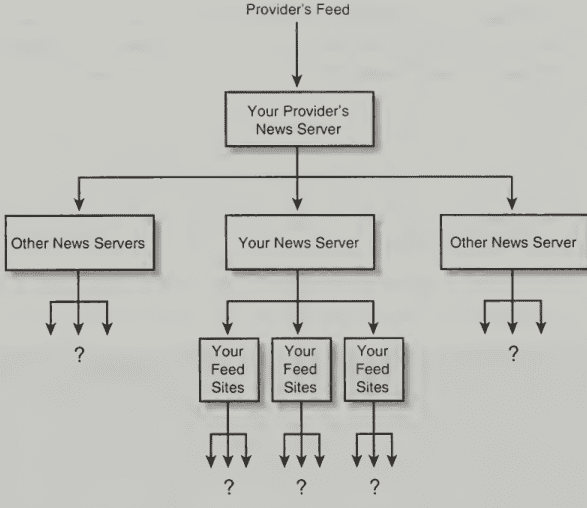 Provider's Feed
Your Provider's
News Server
Other News Servers
Your News Server
Other News Server
?
?
Your
Feed
Sites
Your
Feed
Sites
Your
Feed
Sites
?
?
?